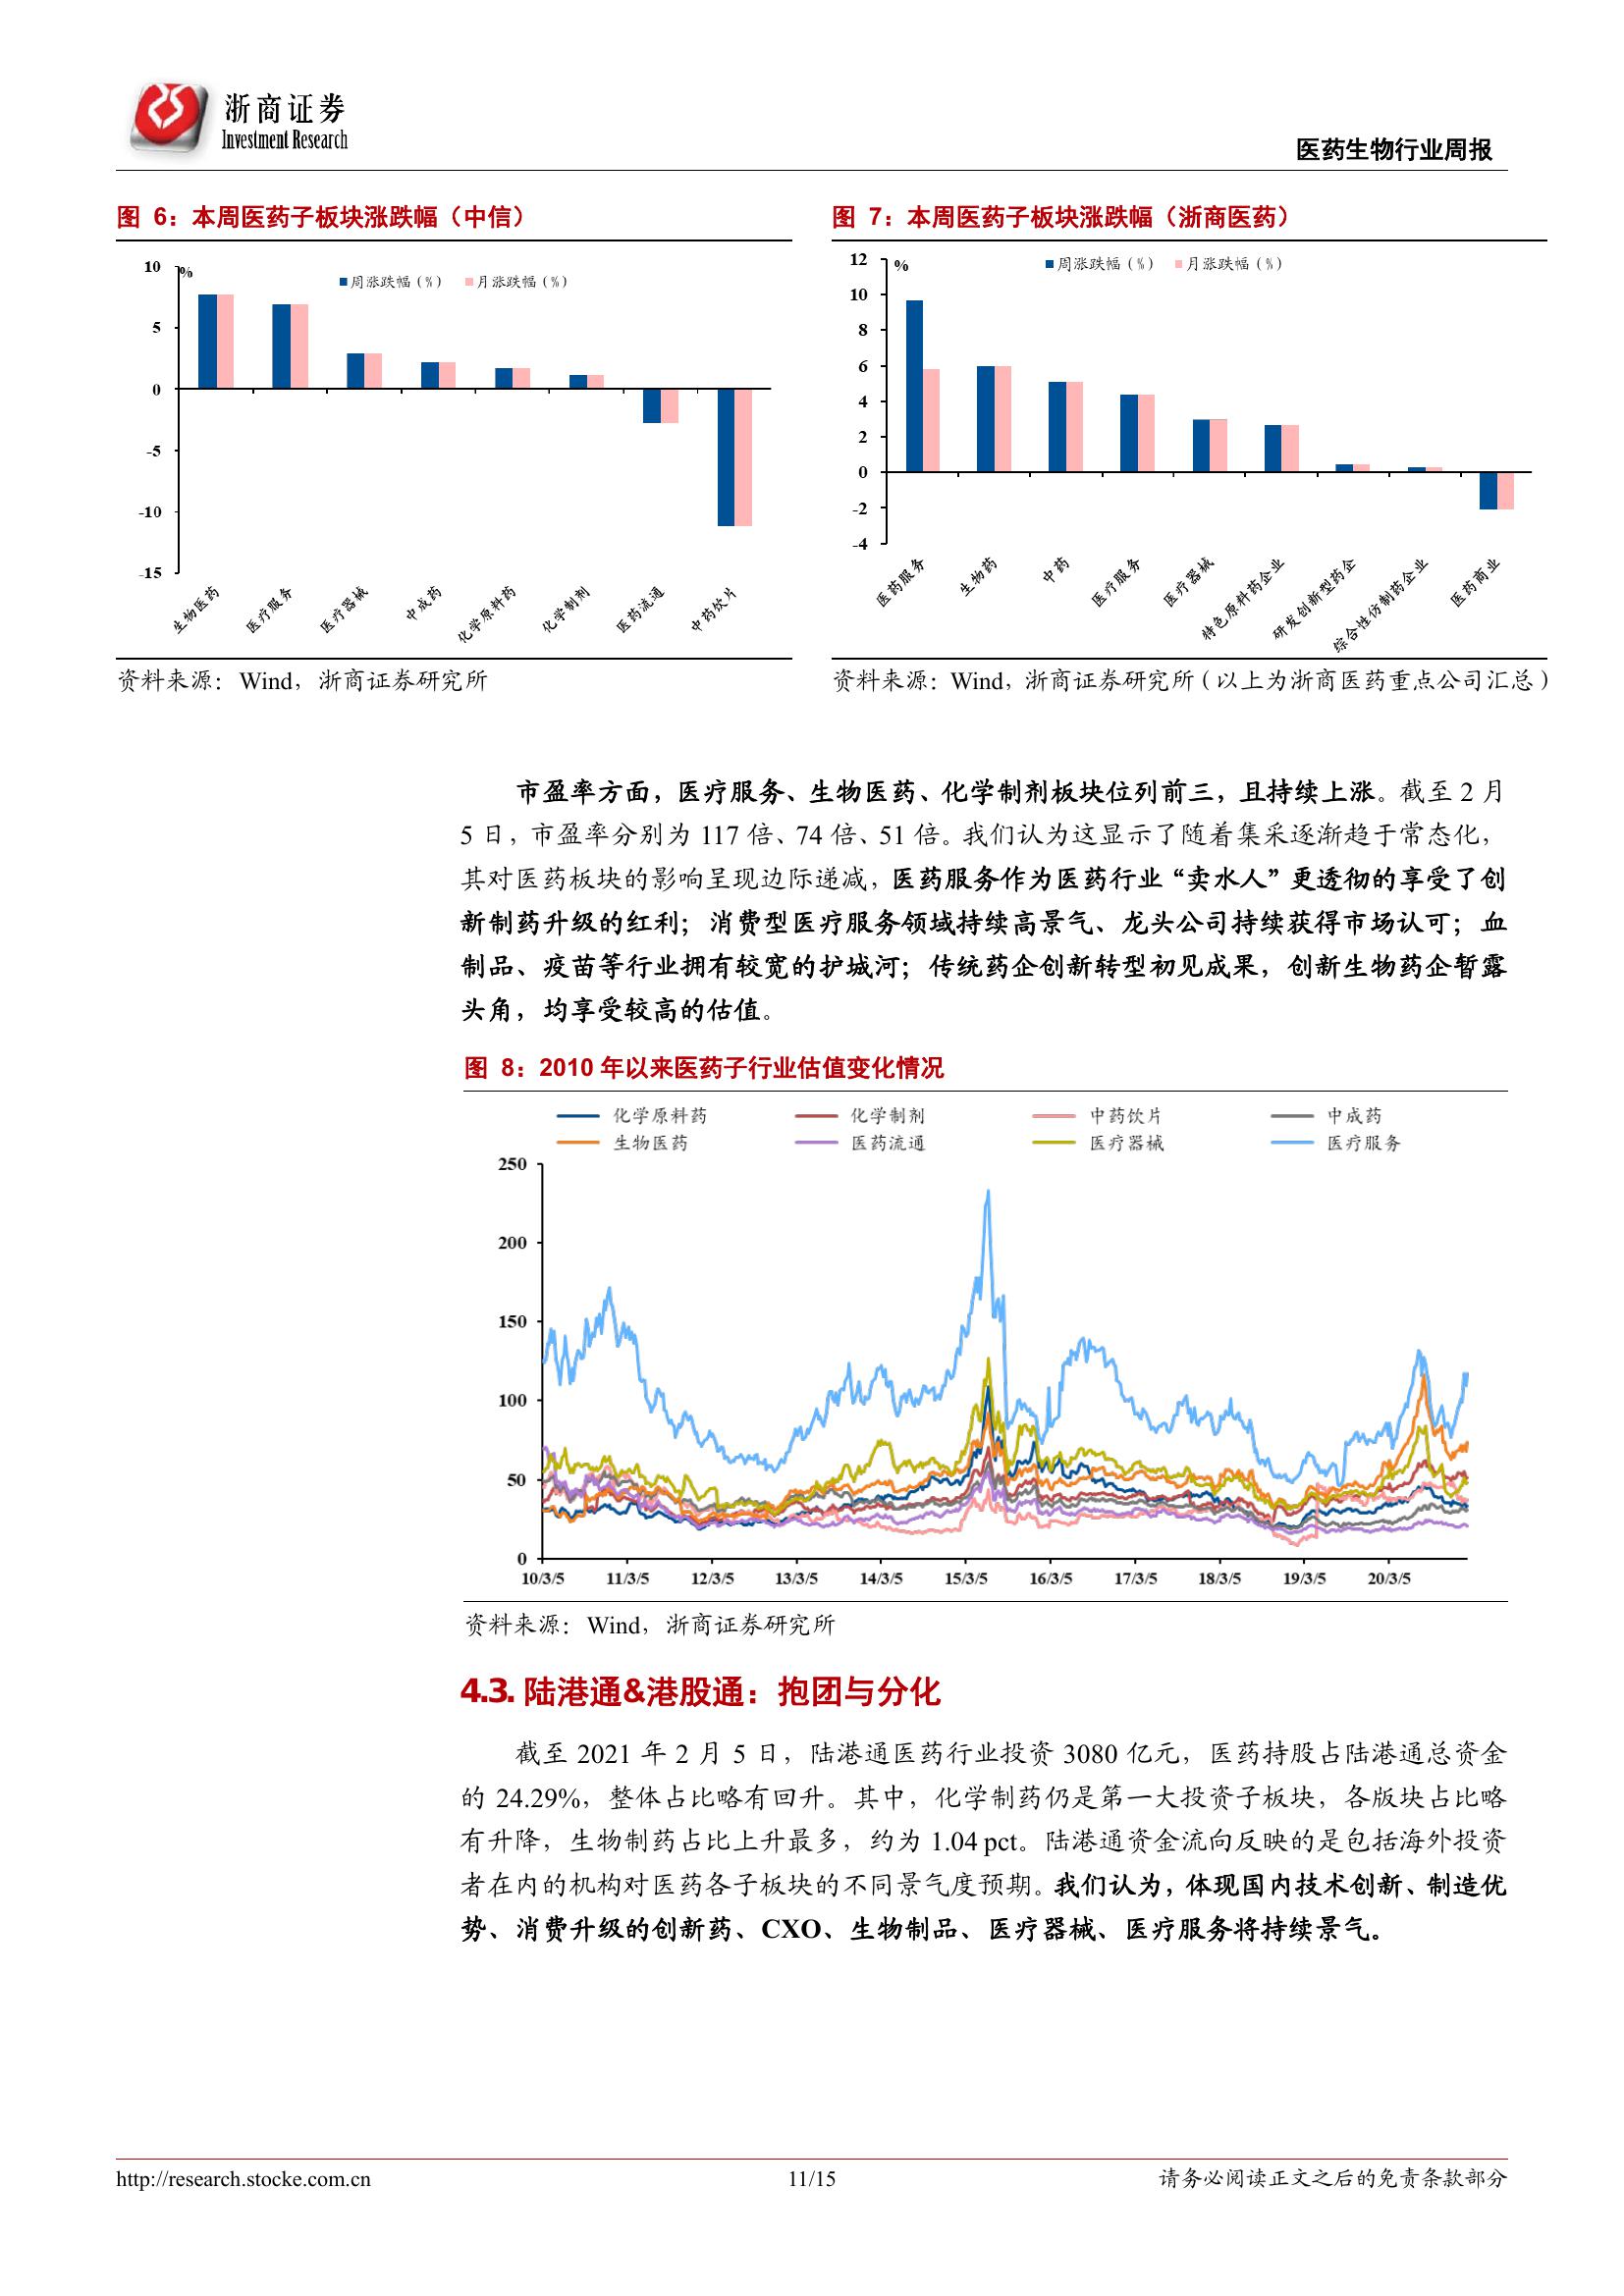 浙商证券
Investment Research
医药生物行业周报
图 6：本周医药子板块涨跌幅（中信）
%
周涨跌幅（%） 月涨跌幅（%）
10
5
0
-5
-10
-15
生物医药 医疗服务 医疗器械 中成药 化学原料药 化学制剂 医药流通 中药饮片
资料来源：Wind，浙商证券研究所
图 7：本周医药子板块涨跌幅（浙商医药）
%
周涨跌幅（%） 月涨跌幅（%）
12
10
8
6
4
2
0
-2
-4
医药服务 生物药 中药 医疗服务 医疗器械 特色原料药企业 研发创新型药企 综合性仿制药企业 医药商业
资料来源：Wind，浙商证券研究所（以上为浙商医药重点公司汇总）
市盈率方面，医疗服务、生物医药、化学制剂板块位列前三，且持续上涨。截至 2 月
5 日，市盈率分别为 117 倍、74 倍、51 倍。我们认为这显示了随着集采逐渐趋于常态化，
其对医药板块的影响呈现边际递减，医药服务作为医药行业“卖水人”更透彻的享受了创
新制药升级的红利；消费型医疗服务领域持续高景气、龙头公司持续获得市场认可；血
制品、疫苗等行业拥有较宽的护城河；传统药企创新转型初见成果，创新生物药企暂露
头角，均享受较高的估值。
图 8：2010 年以来医药子行业估值变化情况
化学原料药 化学制剂 中药饮片 中成药
生物医药 医药流通 医疗器械 医疗服务
250
200
150
100
50
0
10/3/5 11/3/5 12/3/5 13/3/5 14/3/5 15/3/5 16/3/5 17/3/5 18/3/5 19/3/5 20/3/5
资料来源：Wind，浙商证券研究所
4.3. 陆港通&港股通：抱团与分化
截至 2021 年 2 月 5 日，陆港通医药行业投资 3080 亿元，医药持股占陆港通总资金
的 24.29%，整体占比略有回升。其中，化学制药仍是第一大投资子板块，各版块占比略
有升降，生物制药占比上升最多，约为 1.04 pct。陆港通资金流向反映的是包括海外投资
者在内的机构对医药各子板块的不同景气度预期。我们认为，体现国内技术创新、制造优
势、消费升级的创新药、CXO、生物制品、医疗器械、医疗服务将持续景气。
http://research.stocke.com.cn
11/15
请务必阅读正文之后的免责条款部分